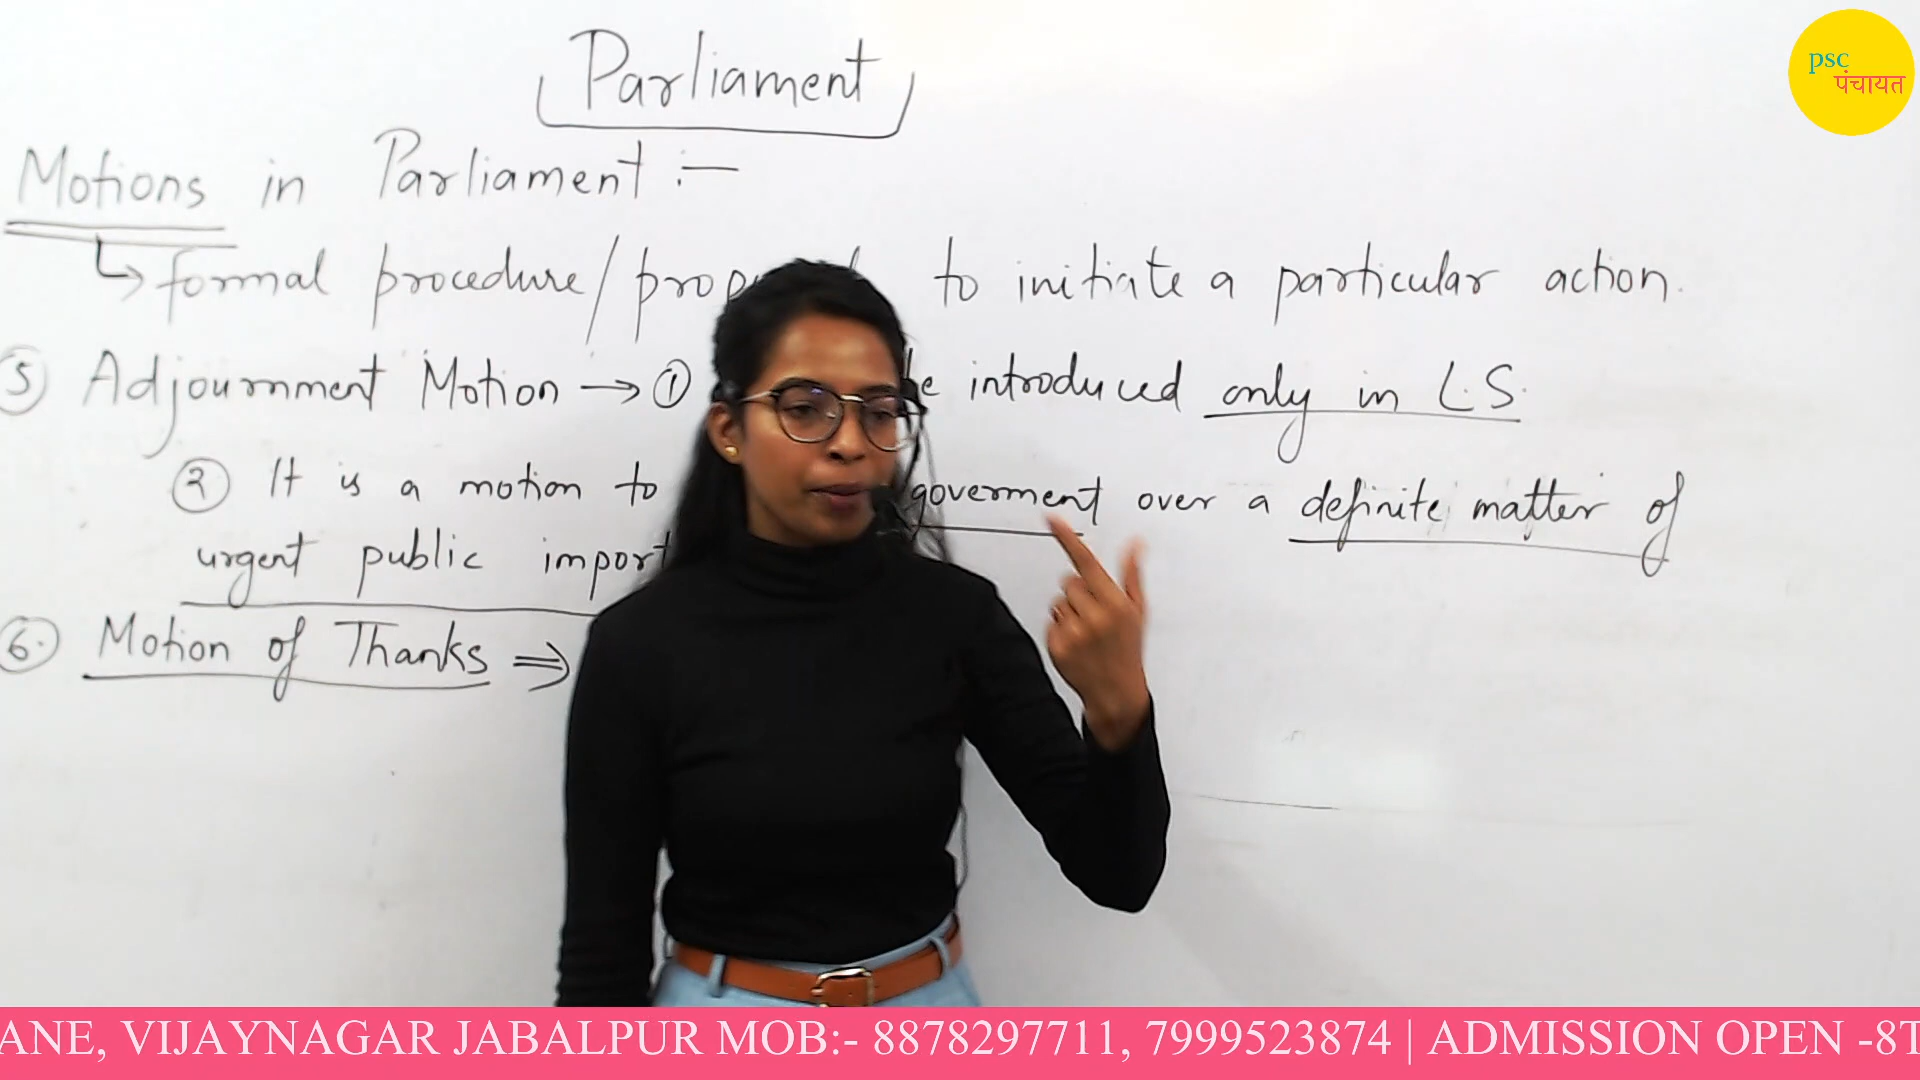 Parliament
psc
पंचायत
Motions in Parliament :-
↳ formal procedure / to initiate a particular action.
5 Adjournment Motion → ① introduced only in L.S.
② It is a motion to government over a definite matter of
urgent public
6. Motion of Thanks ⇒
ANE, VIJAYNAGAR JABALPUR MOB:- 8878297711, 7999523874 | ADMISSION OPEN -8T